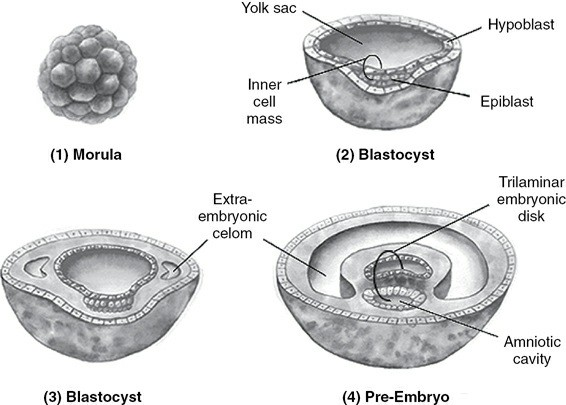 Yolk sac
Hypoblast
Inner
cell
mass
Epiblast
(1) Morula
(2) Blastocyst
Extra-
embryonic
celom
Trilaminar
embryonic
disk
Amniotic
cavity
(3) Blastocyst
(4) Pre-Embryo